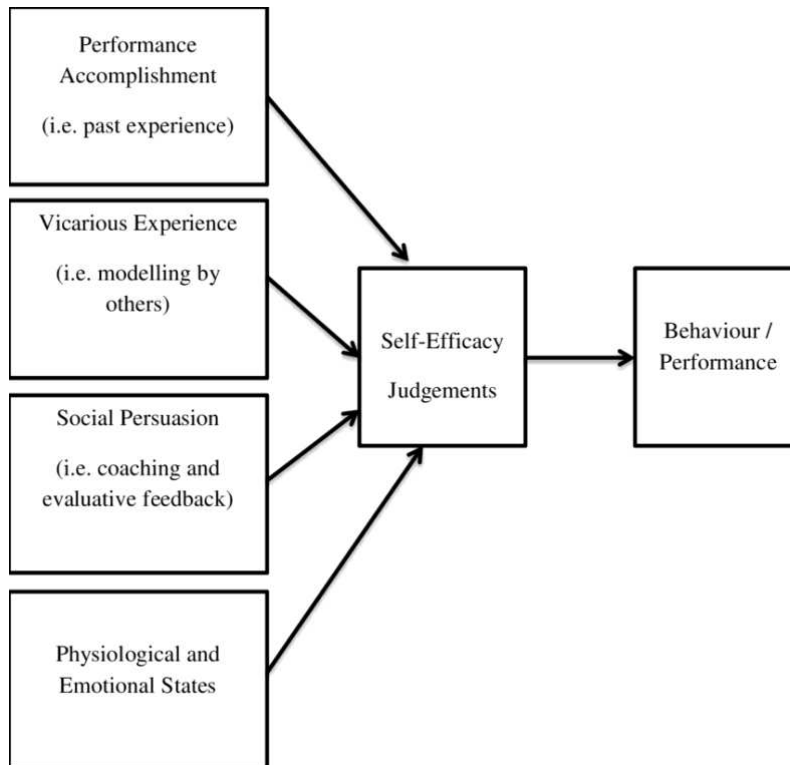 Performance
Accomplishment
(i.e. past experience)
Vicarious Experience
(i.e. modelling by
others)
Social Persuasion
(i.e. coaching and
evaluative feedback)
Physiological and
Emotional States
Self-Efficacy
Judgements
Behaviour /
Performance